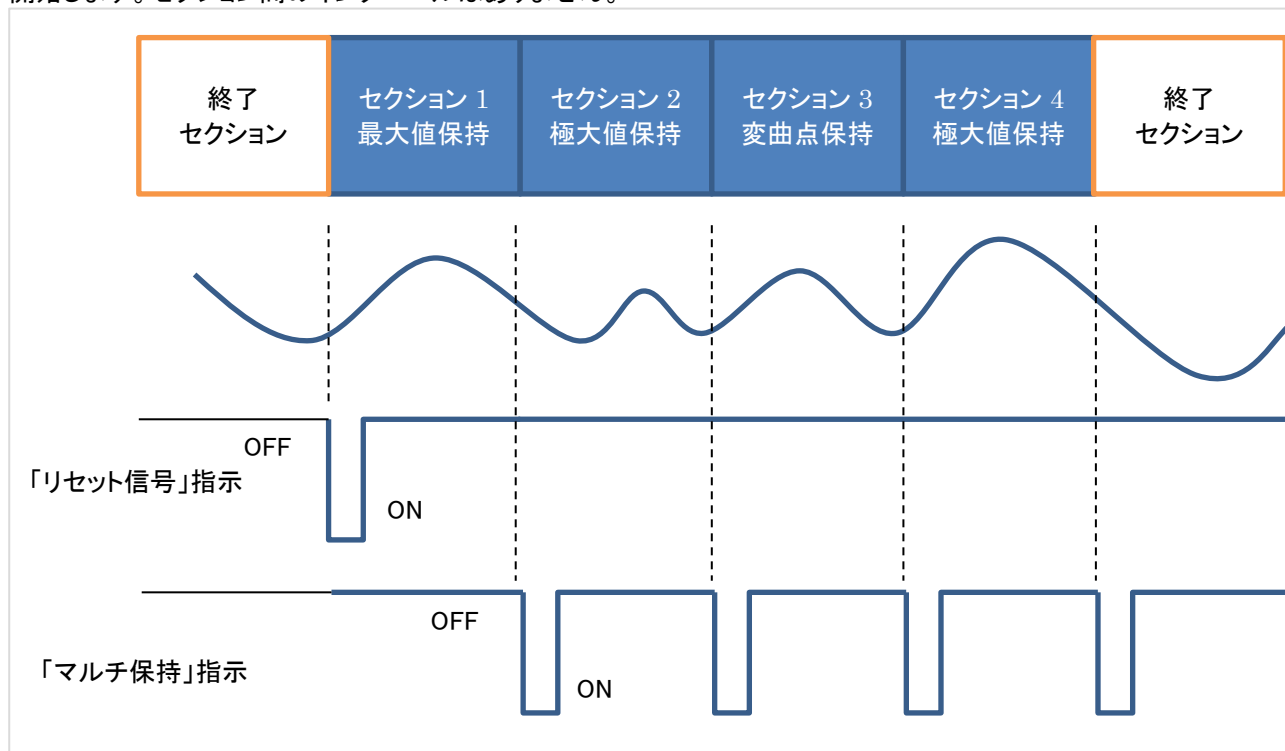 終了
セクション
セクション 1
最大値保持
セクション 2
極大値保持
セクション 3
変曲点保持
セクション 4
極大値保持
終了
セクション
OFF
「リセット信号」指示
ON
OFF
「マルチ保持」指示
ON